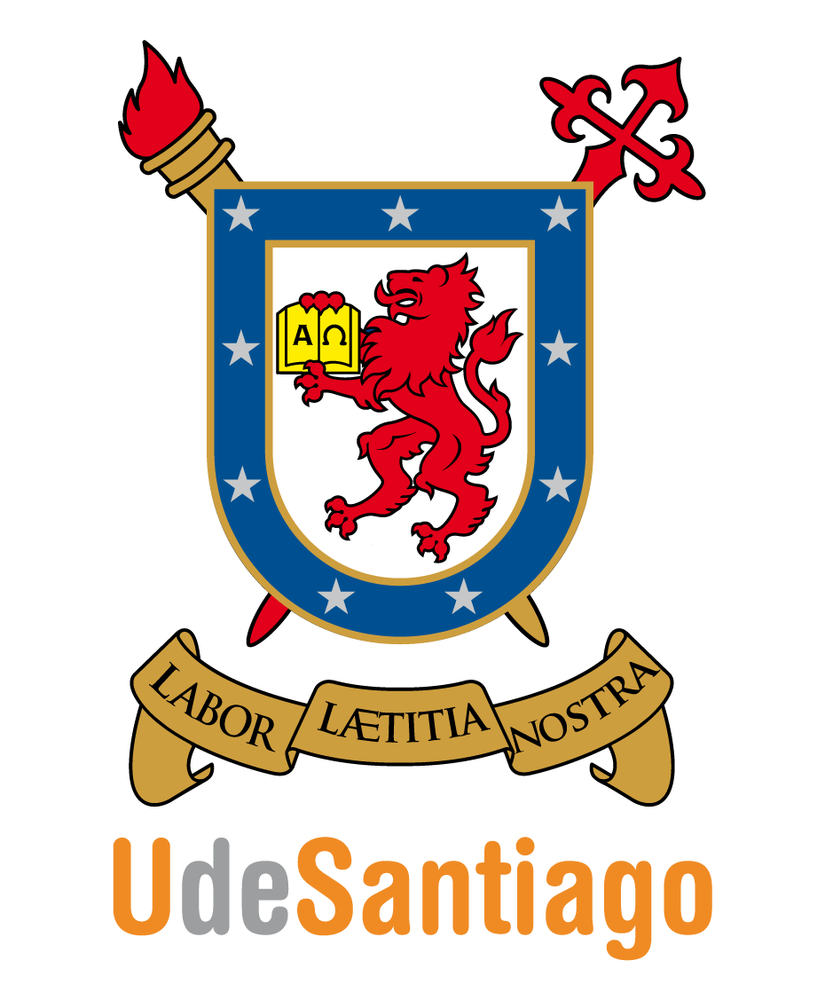 Α Ω
LABOR LÆTITIA NOSTRA
UdeSantiago